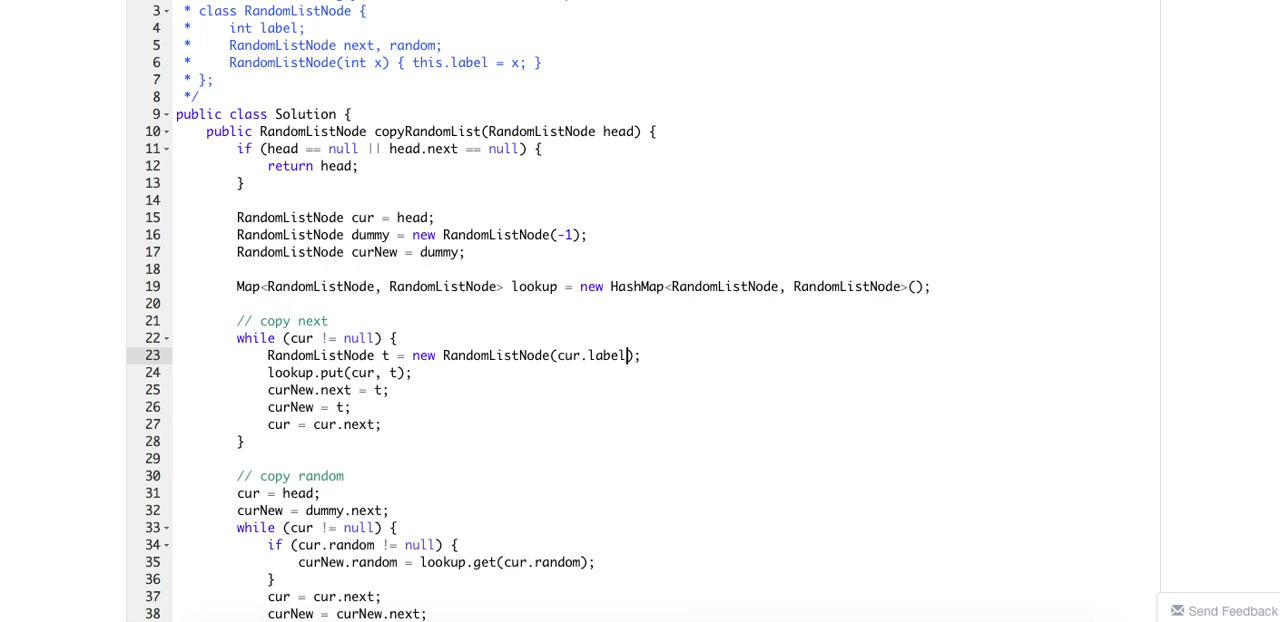 3 * class RandomListNode {
4 *     int label;
5 *     RandomListNode next, random;
6 *     RandomListNode(int x) { this.label = x; }
7 * };
8 */
9 public class Solution {
10     public RandomListNode copyRandomList(RandomListNode head) {
11         if (head == null || head.next == null) {
12             return head;
13         }
14
15         RandomListNode cur = head;
16         RandomListNode dummy = new RandomListNode(-1);
17         RandomListNode curNew = dummy;
18
19         Map<RandomListNode, RandomListNode> lookup = new HashMap<RandomListNode, RandomListNode>();
20
21         // copy next
22         while (cur != null) {
23             RandomListNode t = new RandomListNode(cur.label);
24             lookup.put(cur, t);
25             curNew.next = t;
26             curNew = t;
27             cur = cur.next;
28         }
29
30         // copy random
31         cur = head;
32         curNew = dummy.next;
33         while (cur != null) {
34             if (cur.random != null) {
35                 curNew.random = lookup.get(cur.random);
36             }
37             cur = cur.next;
38             curNew = curNew.next;
Send Feedback